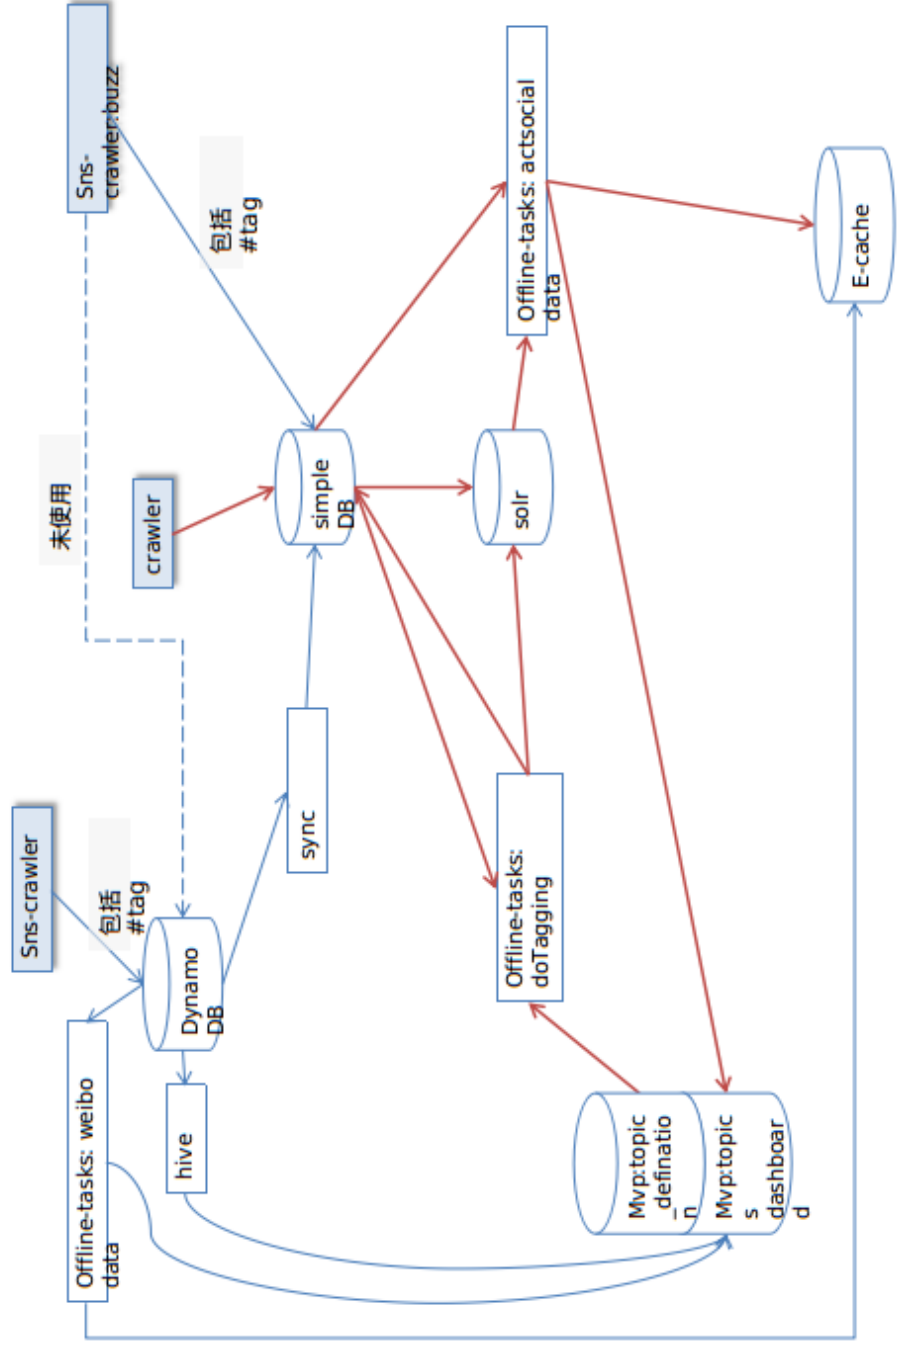 Sns-crawler
未使用
Offline-tasks: weibo
data
Sns-
crawler:buzz
包括
#tag
crawler
hive
Dynamo
DB
包括
#tag
sync
simple
DB
Offline-tasks:
doTagging
solr
Offline-tasks: actsocial
data
Mvp:topic
_definatio
n
Mvp:topic
s
dashboar
d
E-cache